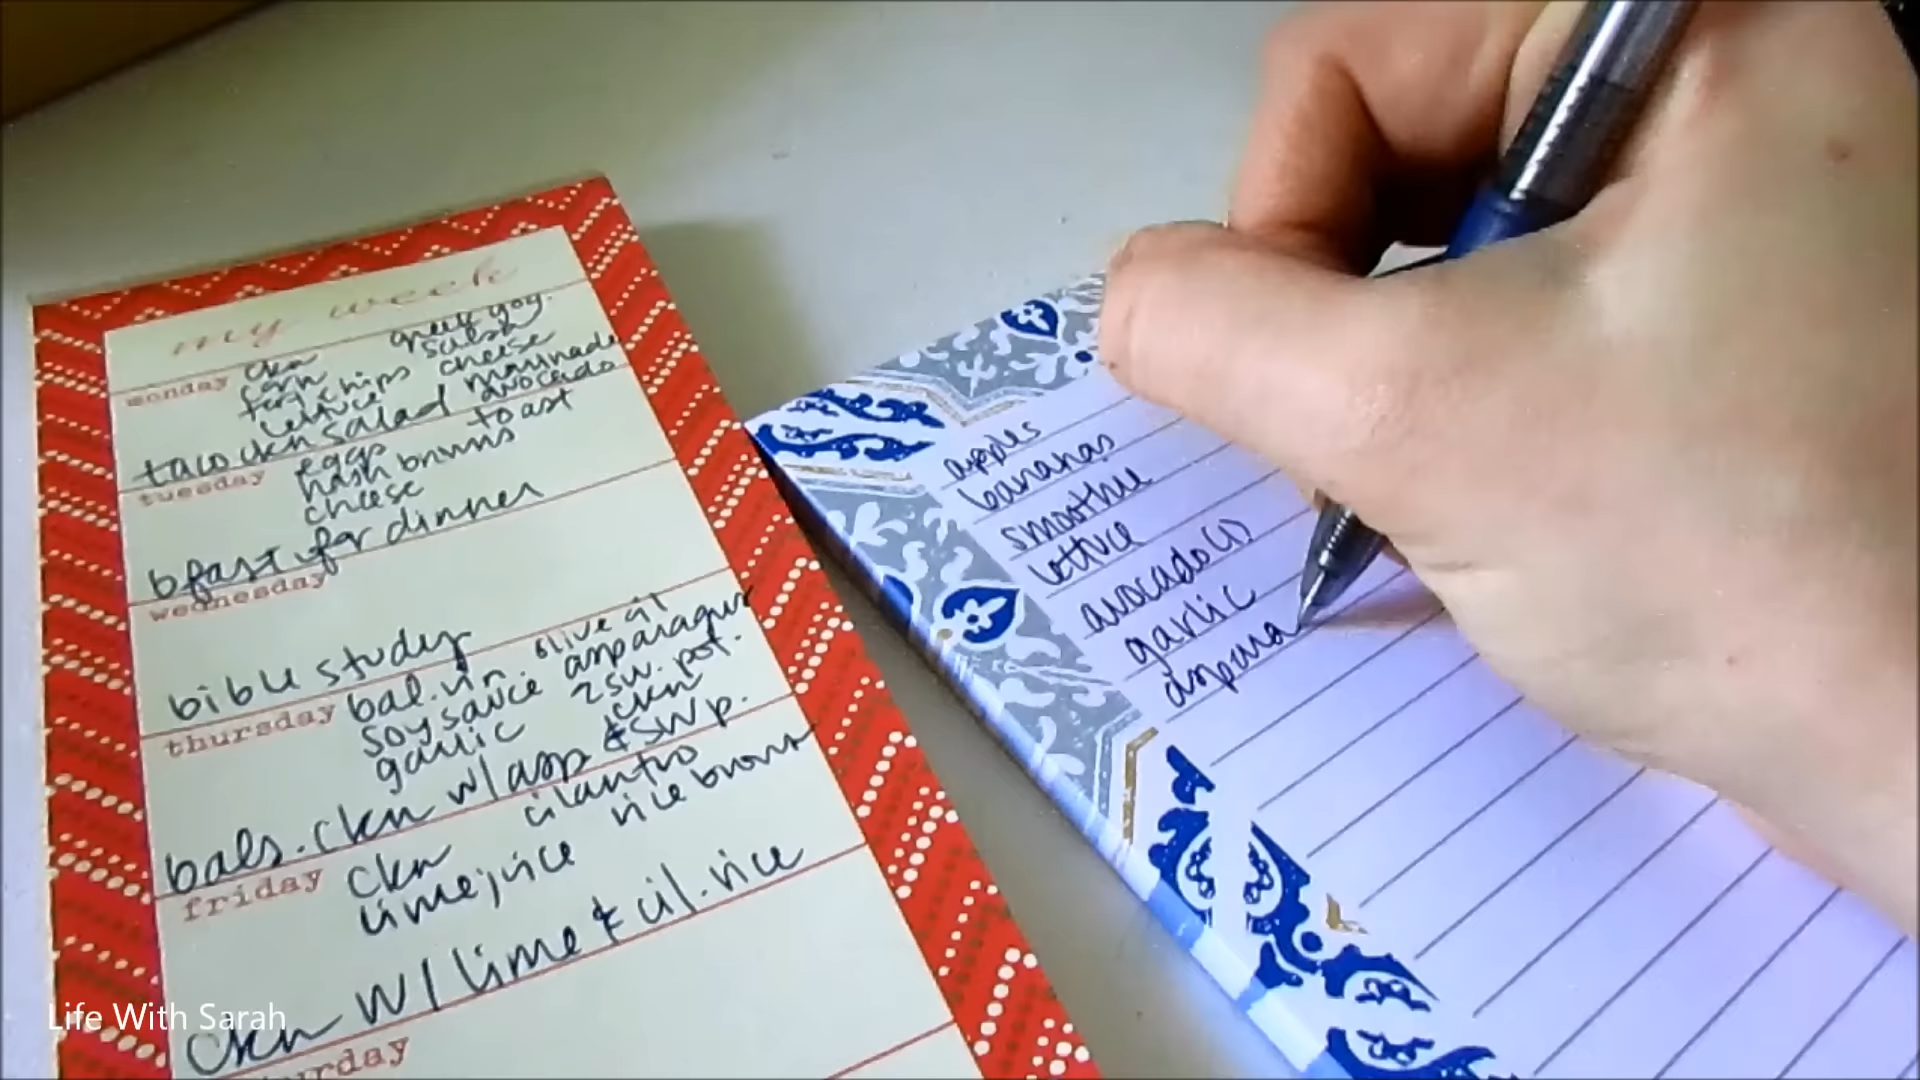 my week
monday
ckn
corn
tort chips
lettuce
greek yog.
salsa
cheese
marinade
avocado
taco ckn salad
tuesday
eggs
hash browns
cheese
toast
bfast for dinner
wednesday
bible study
thursday
bal. vin.
soy sauce
garlic
olive oil
asparagus
2 sw. pot.
ckn
bals. ckn w/ asp & sw p.
friday
ckn
lime juice
cilantro
rice brown
ckn w/ lime & cil. rice
urday
apples
bananas
smoothie
lettuce
avocado (1)
garlic
aspara
Life With Sarah